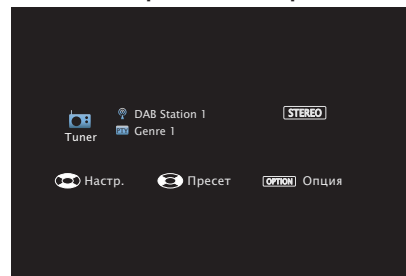 DAB Station 1
STEREO
Genre 1
Tuner
Настр.
Пресет
OPTION Опция